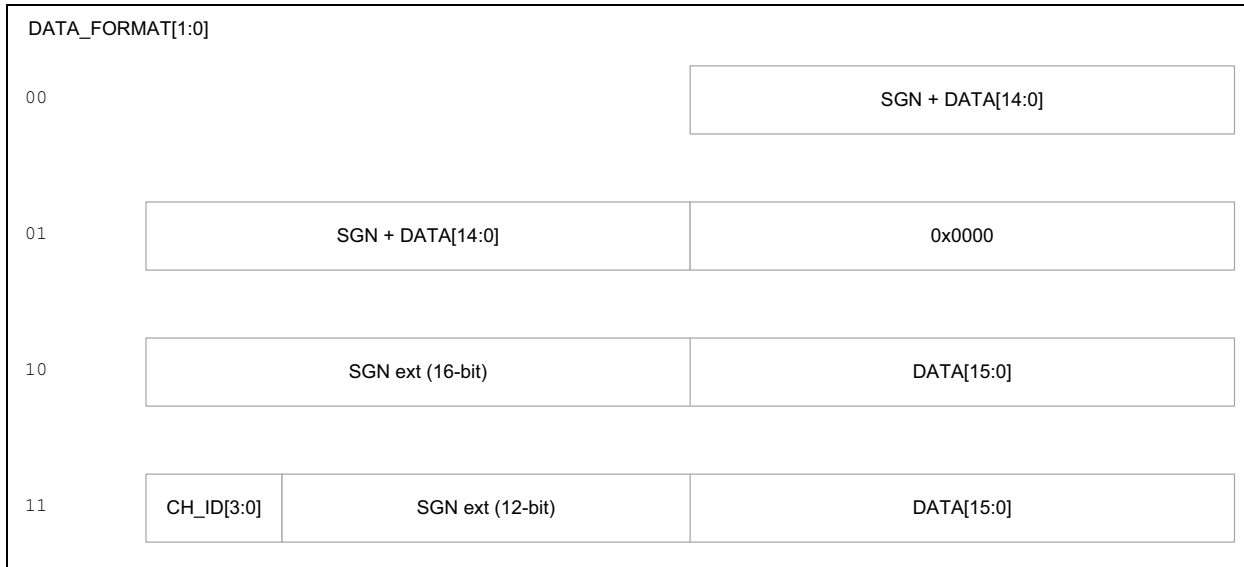 DATA_FORMAT[1:0]
00 SGN + DATA[14:0]
01 SGN + DATA[14:0] 0x0000
10 SGN ext (16-bit) DATA[15:0]
11 CH_ID[3:0] SGN ext (12-bit) DATA[15:0]